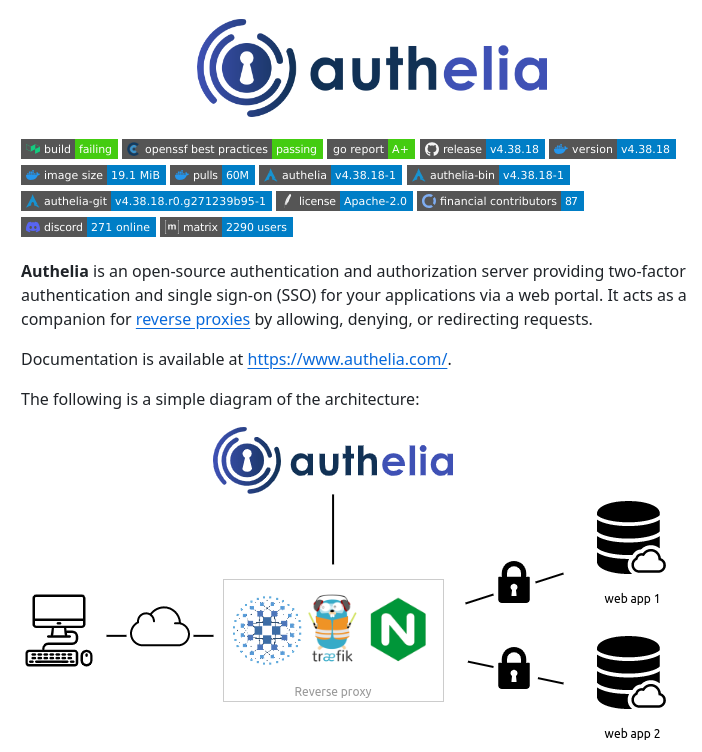 authelia
build failing openssf best practices passing go report A+ release v4.38.18 version v4.38.18
image size 19.1 MiB pulls 60M authelia v4.38.18-1 authelia-bin v4.38.18-1
authelia-git v4.38.18.r0.g271239b95-1 license Apache-2.0 financial contributors 87
discord 271 online [m] matrix 2290 users
Authelia is an open-source authentication and authorization server providing two-factor
authentication and single sign-on (SSO) for your applications via a web portal. It acts as a
companion for reverse proxies by allowing, denying, or redirecting requests.
Documentation is available at https://www.authelia.com/.
The following is a simple diagram of the architecture:
authelia
træfik
N
Reverse proxy
web app 1
web app 2